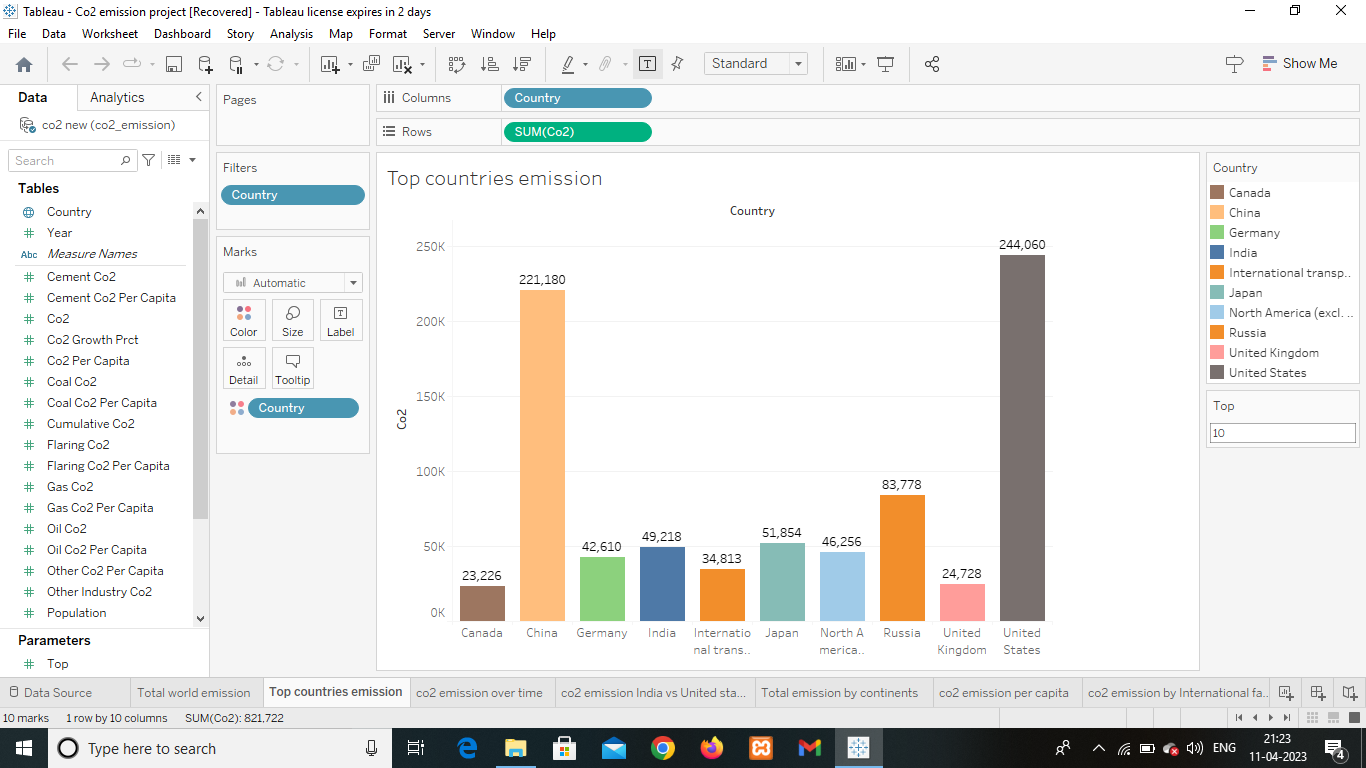 Tableau - Co2 emission project [Recovered] - Tableau license expires in 2 days
File Data Worksheet Dashboard Story Analysis Map Format Server Window Help
Standard
Show Me
Data Analytics
co2 new (co2_emission)
Search
Tables
Country
Year
Abc Measure Names
Cement Co2
Cement Co2 Per Capita
Co2
Co2 Growth Prct
Co2 Per Capita
Coal Co2
Coal Co2 Per Capita
Cumulative Co2
Flaring Co2
Flaring Co2 Per Capita
Gas Co2
Gas Co2 Per Capita
Oil Co2
Oil Co2 Per Capita
Other Co2 Per Capita
Other Industry Co2
Population
Parameters
Top
Pages
Filters
Country
Marks
Automatic
Color Size Label
Detail Tooltip
Country
Columns Country
Rows SUM(Co2)
Top countries emission
Country
Co2
250K
200K
150K
100K
50K
0K
23,226
221,180
42,610
49,218
34,813
51,854
46,256
83,778
24,728
244,060
Canada
China
Germany
India
Internatio
nal trans..
Japan
North A
merica..
Russia
United
Kingdom
United
States
Country
Canada
China
Germany
India
International transp..
Japan
North America (excl. ..
Russia
United Kingdom
United States
Top
10
Data Source Total world emission Top countries emission co2 emission over time co2 emission India vs United sta... Total emission by continents co2 emission per capita co2 emission by International fa...
10 marks 1 row by 10 columns SUM(Co2): 821,722
Type here to search
ENG
21:23
11-04-2023
4